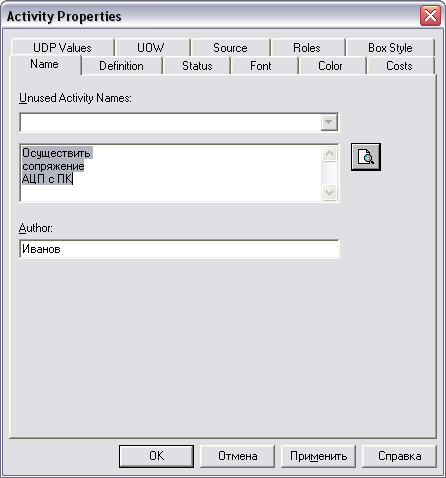 Activity Properties
UDP Values UOW Source Roles Box Style
Name Definition Status Font Color Costs
Unused Activity Names:
Осуществить
сопряжение
АЦП с ПК
Author:
Иванов
OK Отмена Применить Справка